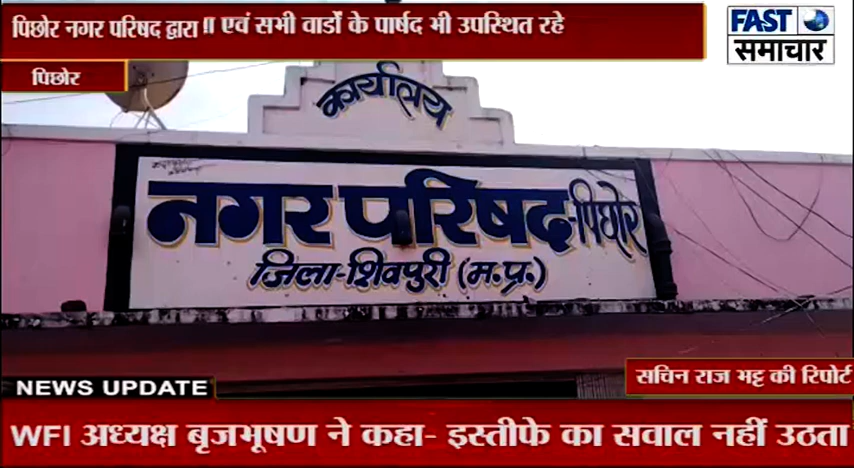 पिछोर नगर परिषद द्वारा॥ एवं सभी वार्डों के पार्षद भी उपस्थित रहे
FAST
समाचार
पिछोर
कार्यालय
नगर परिषद-पिछोर
जिला-शिवपुरी (म.प्र.)
सचिन राज भट्ट की रिपोर्ट
NEWS UPDATE
WFI अध्यक्ष बृजभूषण ने कहा- इस्तीफे का सवाल नहीं उठता